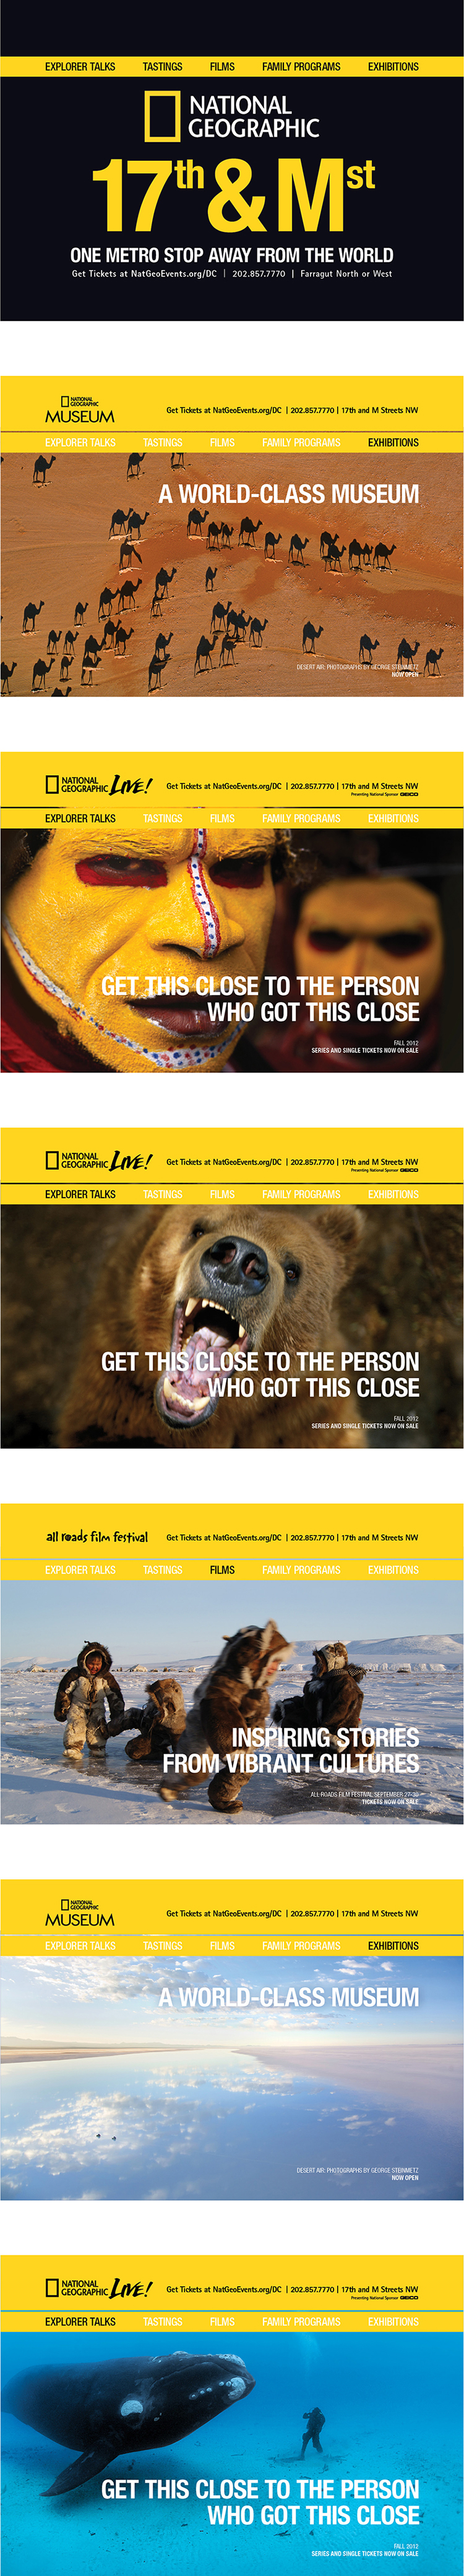 EXPLORER TALKS TASTINGS FILMS FAMILY PROGRAMS EXHIBITIONS
NATIONAL
GEOGRAPHIC
17th & Mst
ONE METRO STOP AWAY FROM THE WORLD
Get Tickets at NatGeoEvents.org/DC | 202.857.7770 | Farragut North or West
NATIONAL
GEOGRAPHIC
MUSEUM
Get Tickets at NatGeoEvents.org/DC | 202.857.7770 | 17th and M Streets NW
EXPLORER TALKS TASTINGS FILMS FAMILY PROGRAMS EXHIBITIONS
A WORLD-CLASS MUSEUM
DESERT AIR: PHOTOGRAPHS BY GEORGE STEINMETZ
NOW OPEN
NATIONAL
GEOGRAPHIC LIVE!
Get Tickets at NatGeoEvents.org/DC | 202.857.7770 | 17th and M Streets NW
Presenting National Sponsor GEICO
EXPLORER TALKS TASTINGS FILMS FAMILY PROGRAMS EXHIBITIONS
GET THIS CLOSE TO THE PERSON
WHO GOT THIS CLOSE
FALL 2012
SERIES AND SINGLE TICKETS NOW ON SALE
NATIONAL
GEOGRAPHIC LIVE!
Get Tickets at NatGeoEvents.org/DC | 202.857.7770 | 17th and M Streets NW
Presenting National Sponsor GEICO
EXPLORER TALKS TASTINGS FILMS FAMILY PROGRAMS EXHIBITIONS
GET THIS CLOSE TO THE PERSON
WHO GOT THIS CLOSE
FALL 2012
SERIES AND SINGLE TICKETS NOW ON SALE
all roads film festival
Get Tickets at NatGeoEvents.org/DC | 202.857.7770 | 17th and M Streets NW
EXPLORER TALKS TASTINGS FILMS FAMILY PROGRAMS EXHIBITIONS
INSPIRING STORIES
FROM VIBRANT CULTURES
ALL ROADS FILM FESTIVAL SEPTEMBER 27-30
TICKETS NOW ON SALE
NATIONAL
GEOGRAPHIC
MUSEUM
Get Tickets at NatGeoEvents.org/DC | 202.857.7770 | 17th and M Streets NW
EXPLORER TALKS TASTINGS FILMS FAMILY PROGRAMS EXHIBITIONS
A WORLD-CLASS MUSEUM
DESERT AIR: PHOTOGRAPHS BY GEORGE STEINMETZ
NOW OPEN
NATIONAL
GEOGRAPHIC LIVE!
Get Tickets at NatGeoEvents.org/DC | 202.857.7770 | 17th and M Streets NW
Presenting National Sponsor GEICO
EXPLORER TALKS TASTINGS FILMS FAMILY PROGRAMS EXHIBITIONS
GET THIS CLOSE TO THE PERSON
WHO GOT THIS CLOSE
FALL 2012
SERIES AND SINGLE TICKETS NOW ON SALE